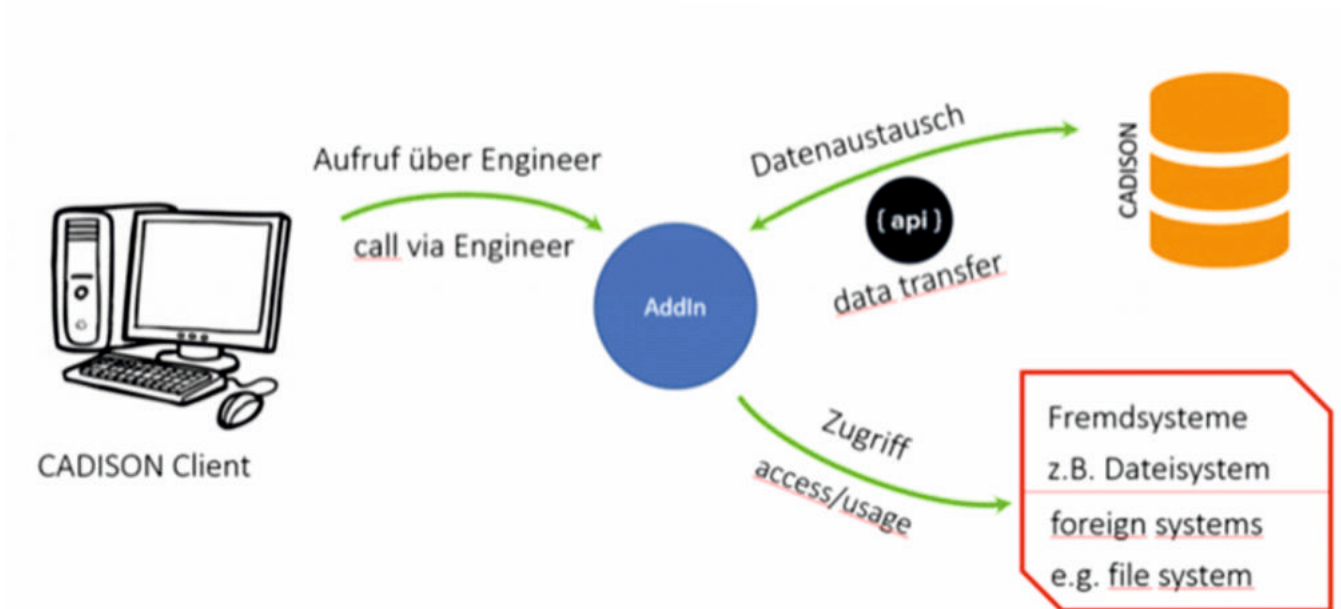 Aufruf über Engineer
call via Engineer
CADISON Client
AddIn
Datenaustausch
{ api }
data transfer
CADISON
Zugriff
access/usage
Fremdsysteme
z.B. Dateisystem
foreign systems
e.g. file system